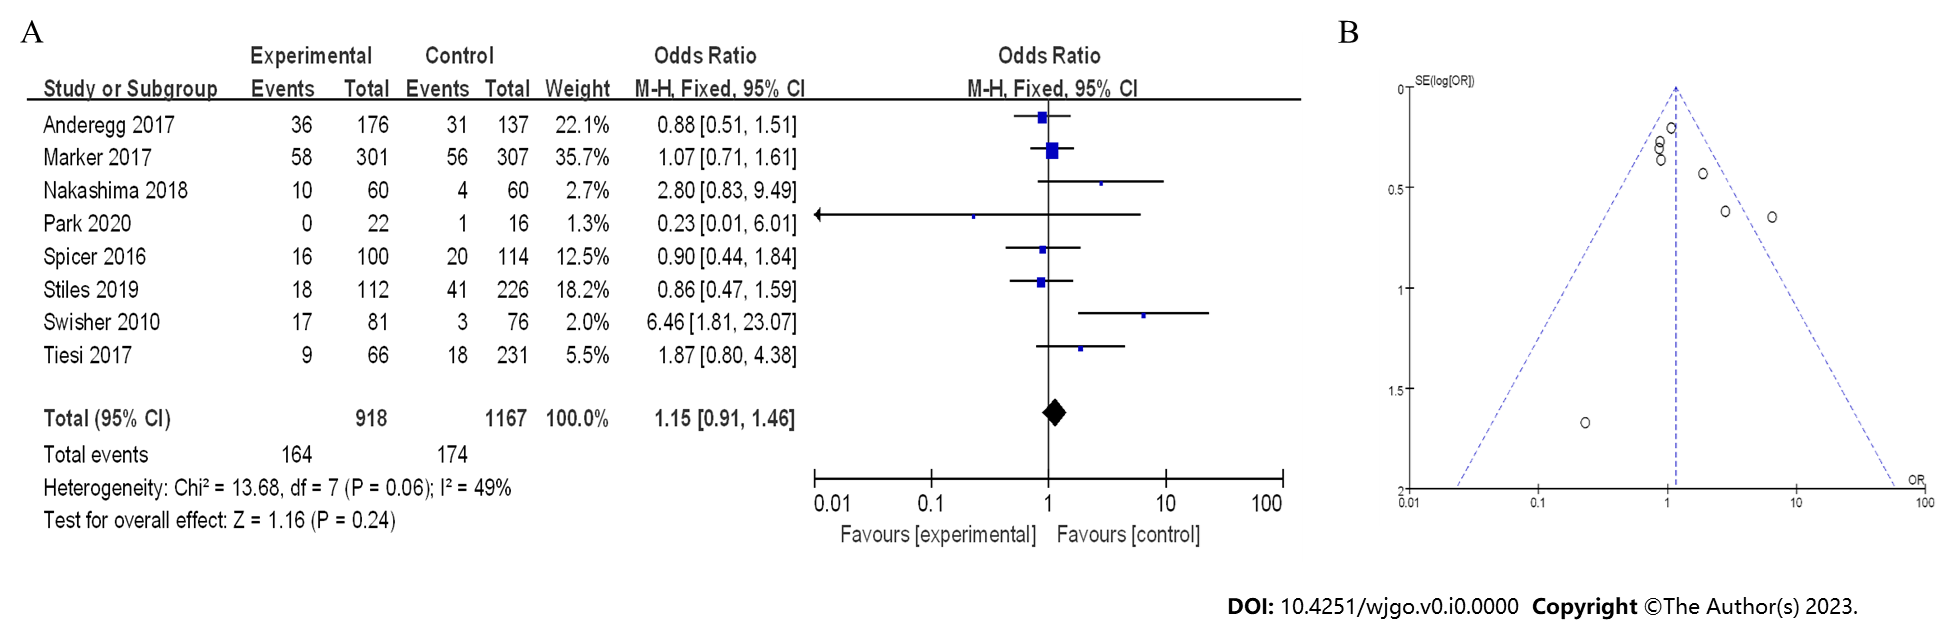 A
Experimental Control Odds Ratio Odds Ratio
Study or Subgroup Events Total Events Total Weight M-H, Fixed, 95% CI M-H, Fixed, 95% CI
Anderegg 2017 36 176 31 137 22.1% 0.88 [0.51, 1.51]
Marker 2017 58 301 56 307 35.7% 1.07 [0.71, 1.61]
Nakashima 2018 10 60 4 60 2.7% 2.80 [0.83, 9.49]
Park 2020 0 22 1 16 1.3% 0.23 [0.01, 6.01]
Spicer 2016 16 100 20 114 12.5% 0.90 [0.44, 1.84]
Stiles 2019 18 112 41 226 18.2% 0.86 [0.47, 1.59]
Swisher 2010 17 81 3 76 2.0% 6.46 [1.81, 23.07]
Tiesi 2017 9 66 18 231 5.5% 1.87 [0.80, 4.38]
Total (95% CI) 918 1167 100.0% 1.15 [0.91, 1.46]
Total events 164 174
Heterogeneity: Chi² = 13.68, df = 7 (P = 0.06); I² = 49%
Test for overall effect: Z = 1.16 (P = 0.24)
0.01 0.1 1 10 100
Favours [experimental] Favours [control]
B
SE(log[OR])
0
0.5
1
1.5
2
OR
0.01 0.1 1 10 100
DOI: 10.4251/wjgo.v0.i0.0000 Copyright ©The Author(s) 2023.